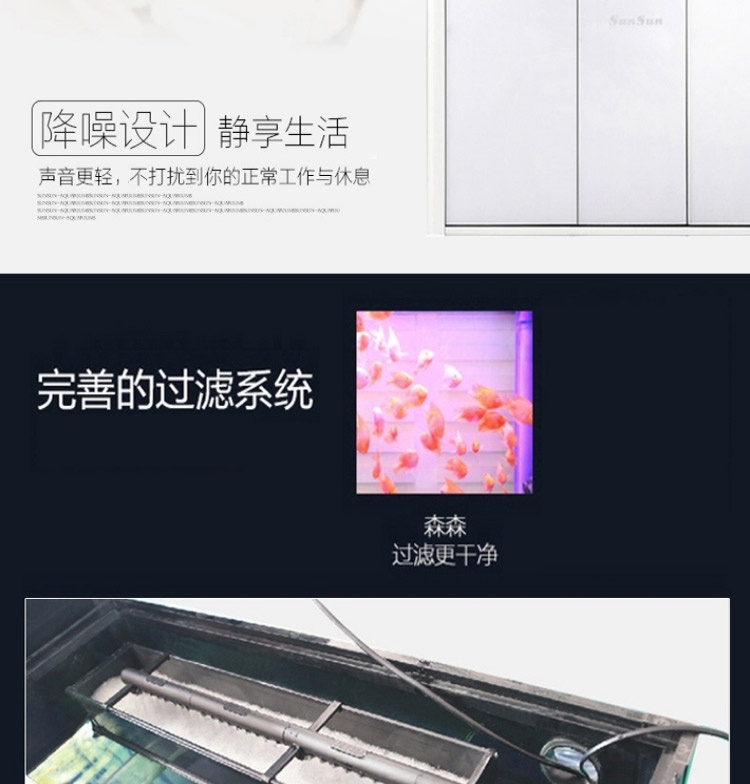 SunSun
降噪设计 静享生活
声音更轻，不打扰到你的正常工作与休息
完善的过滤系统
森森
过滤更干净